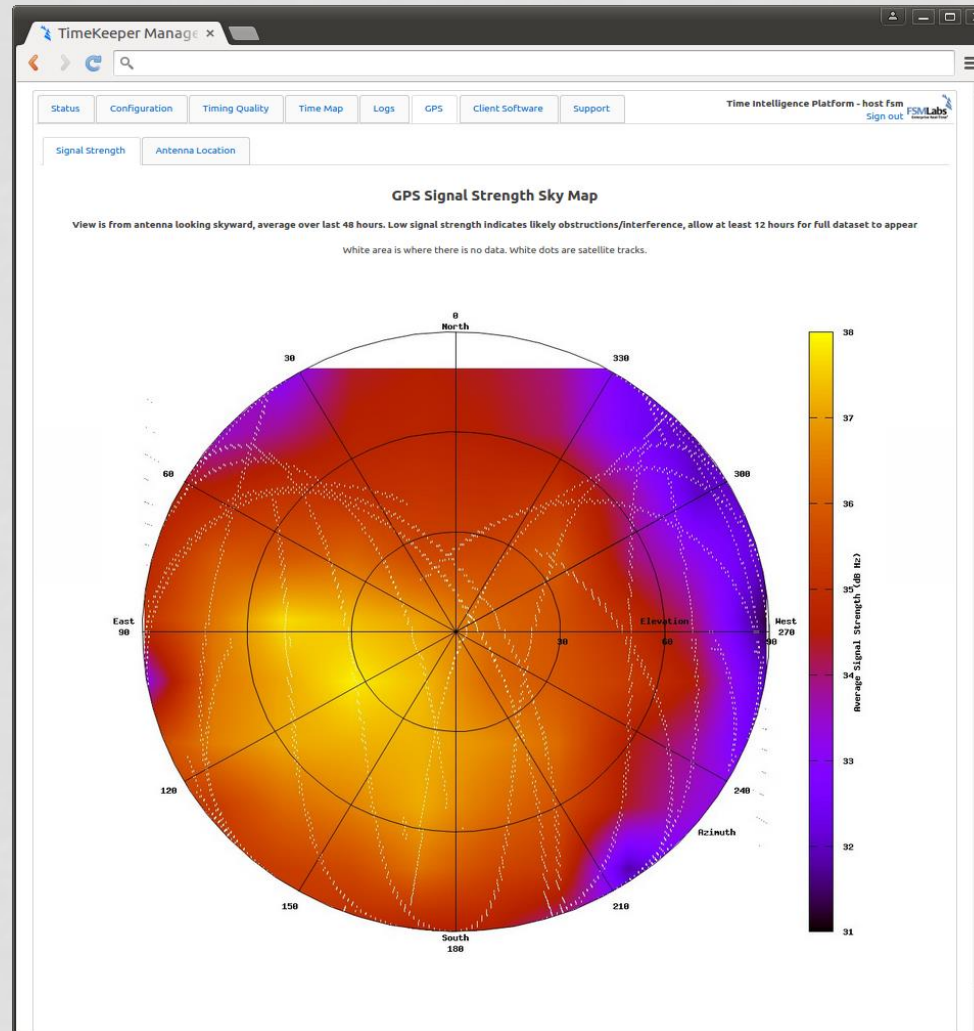 TimeKeeper Manage
Status
Configuration
Timing Quality
Time Map
Logs
GPS
Client Software
Support
Time Intelligence Platform - host fsm
Sign out
FSMLabs
Signal Strength
Antenna Location
GPS Signal Strength Sky Map
View is from antenna looking skyward, average over last 48 hours. Low signal strength indicates likely obstructions/interference, allow at least 12 hours for full dataset to appear
White area is where there is no data. White dots are satellite tracks.
0
North
30
330
60
300
East
90
Elevation
30
60
90
West
270
120
240
Azimuth
150
210
South
180
38
37
36
35
34
33
32
31
Average Signal Strength (dB Hz)